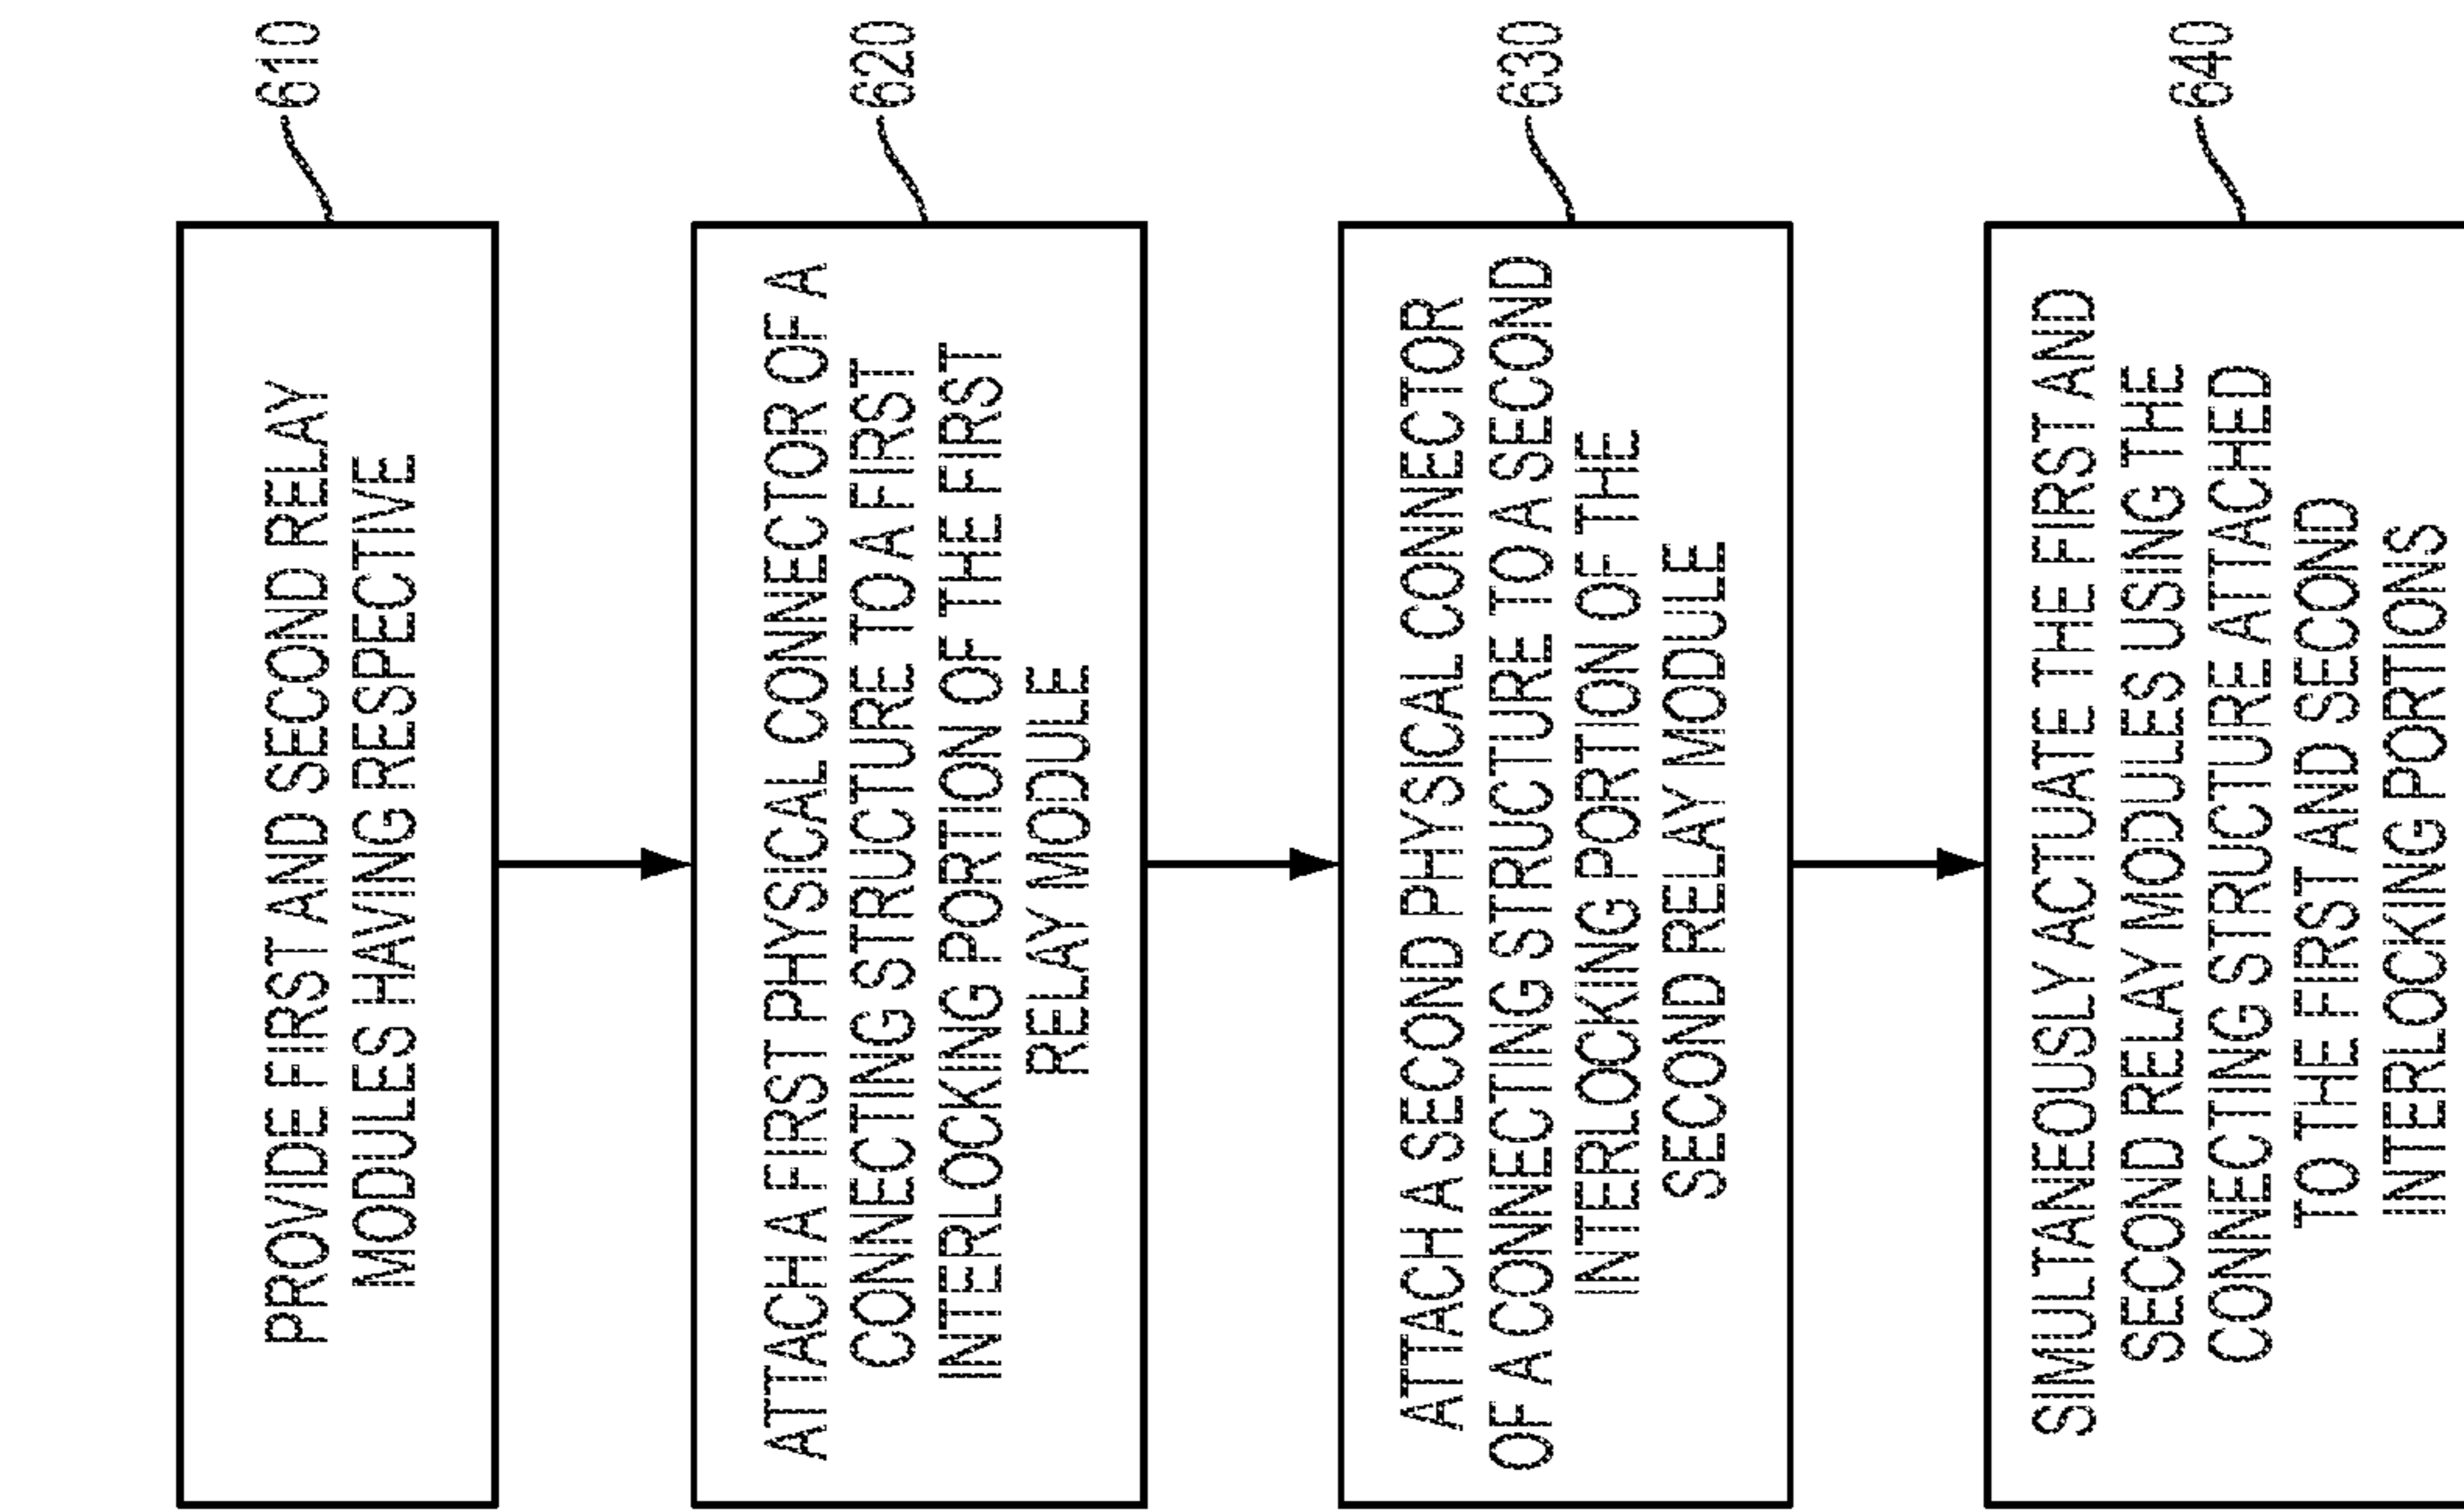 610
PROVIDE FIRST AND SECOND RELAY
MODULES HAVING RESPECTIVE
620
ATTACH A FIRST PHYSICAL CONNECTOR OF A
CONNECTING STRUCTURE TO A FIRST
INTERLOCKING PORTION OF THE FIRST
RELAY MODULE
630
ATTACH A SECOND PHYSICAL CONNECTOR
OF A CONNECTING STRUCTURE TO A SECOND
INTERLOCKING PORTION OF THE
SECOND RELAY MODULE
640
SIMULTANEOUSLY ACTUATE THE FIRST AND
SECOND RELAY MODULES USING THE
CONNECTING STRUCTURE ATTACHED
TO THE FIRST AND SECOND
INTERLOCKING PORTIONS